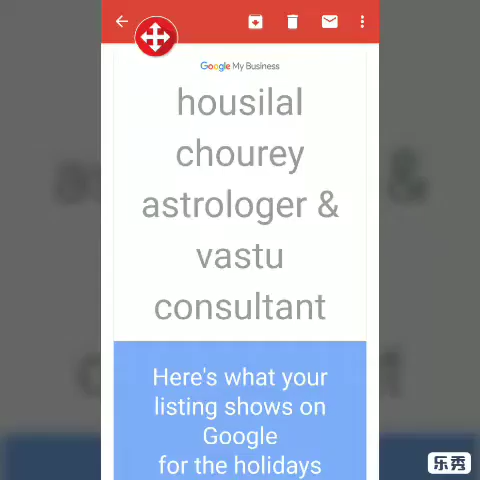 Google My Business
housilal
chourey
astrologer &
vastu
consultant
Here's what your
listing shows on
Google
for the holidays
乐秀